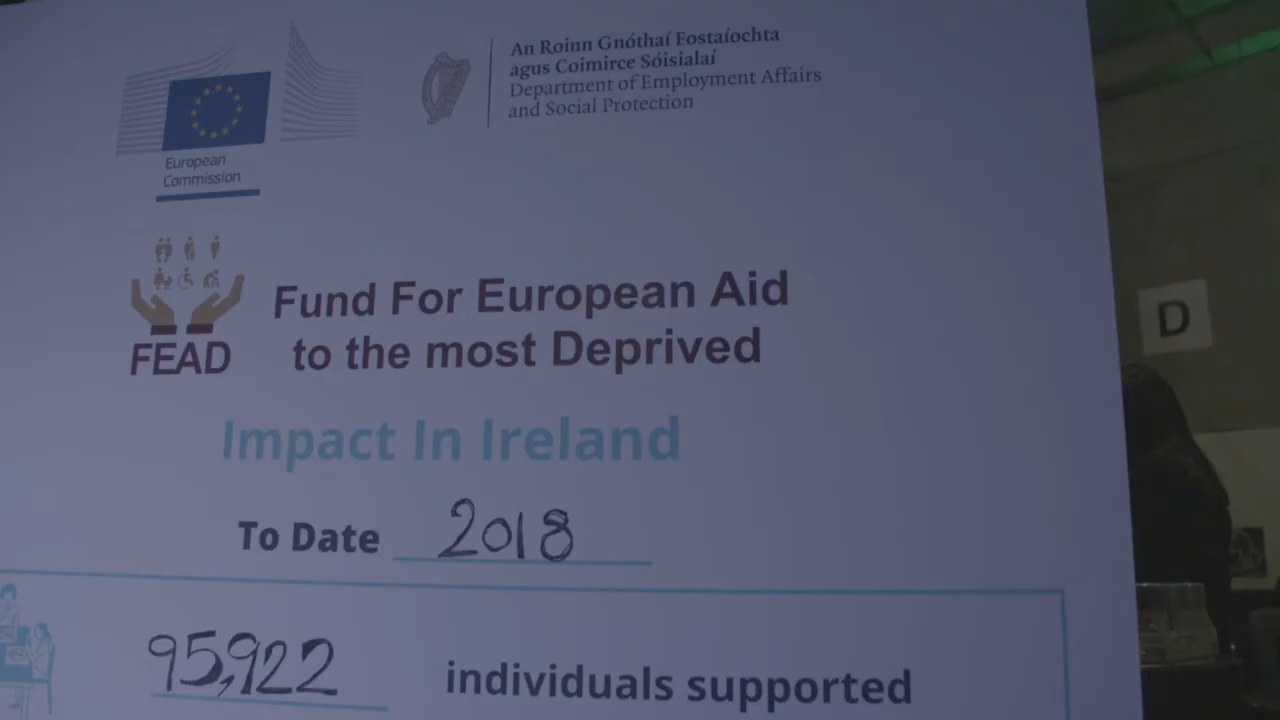 An Roinn Gnóthaí Fostaíochta
agus Coimirce Sóisialaí
Department of Employment Affairs
and Social Protection
European
Commission
FEAD
Fund For European Aid
to the most Deprived
Impact In Ireland
To Date 2018
95,922 individuals supported
D